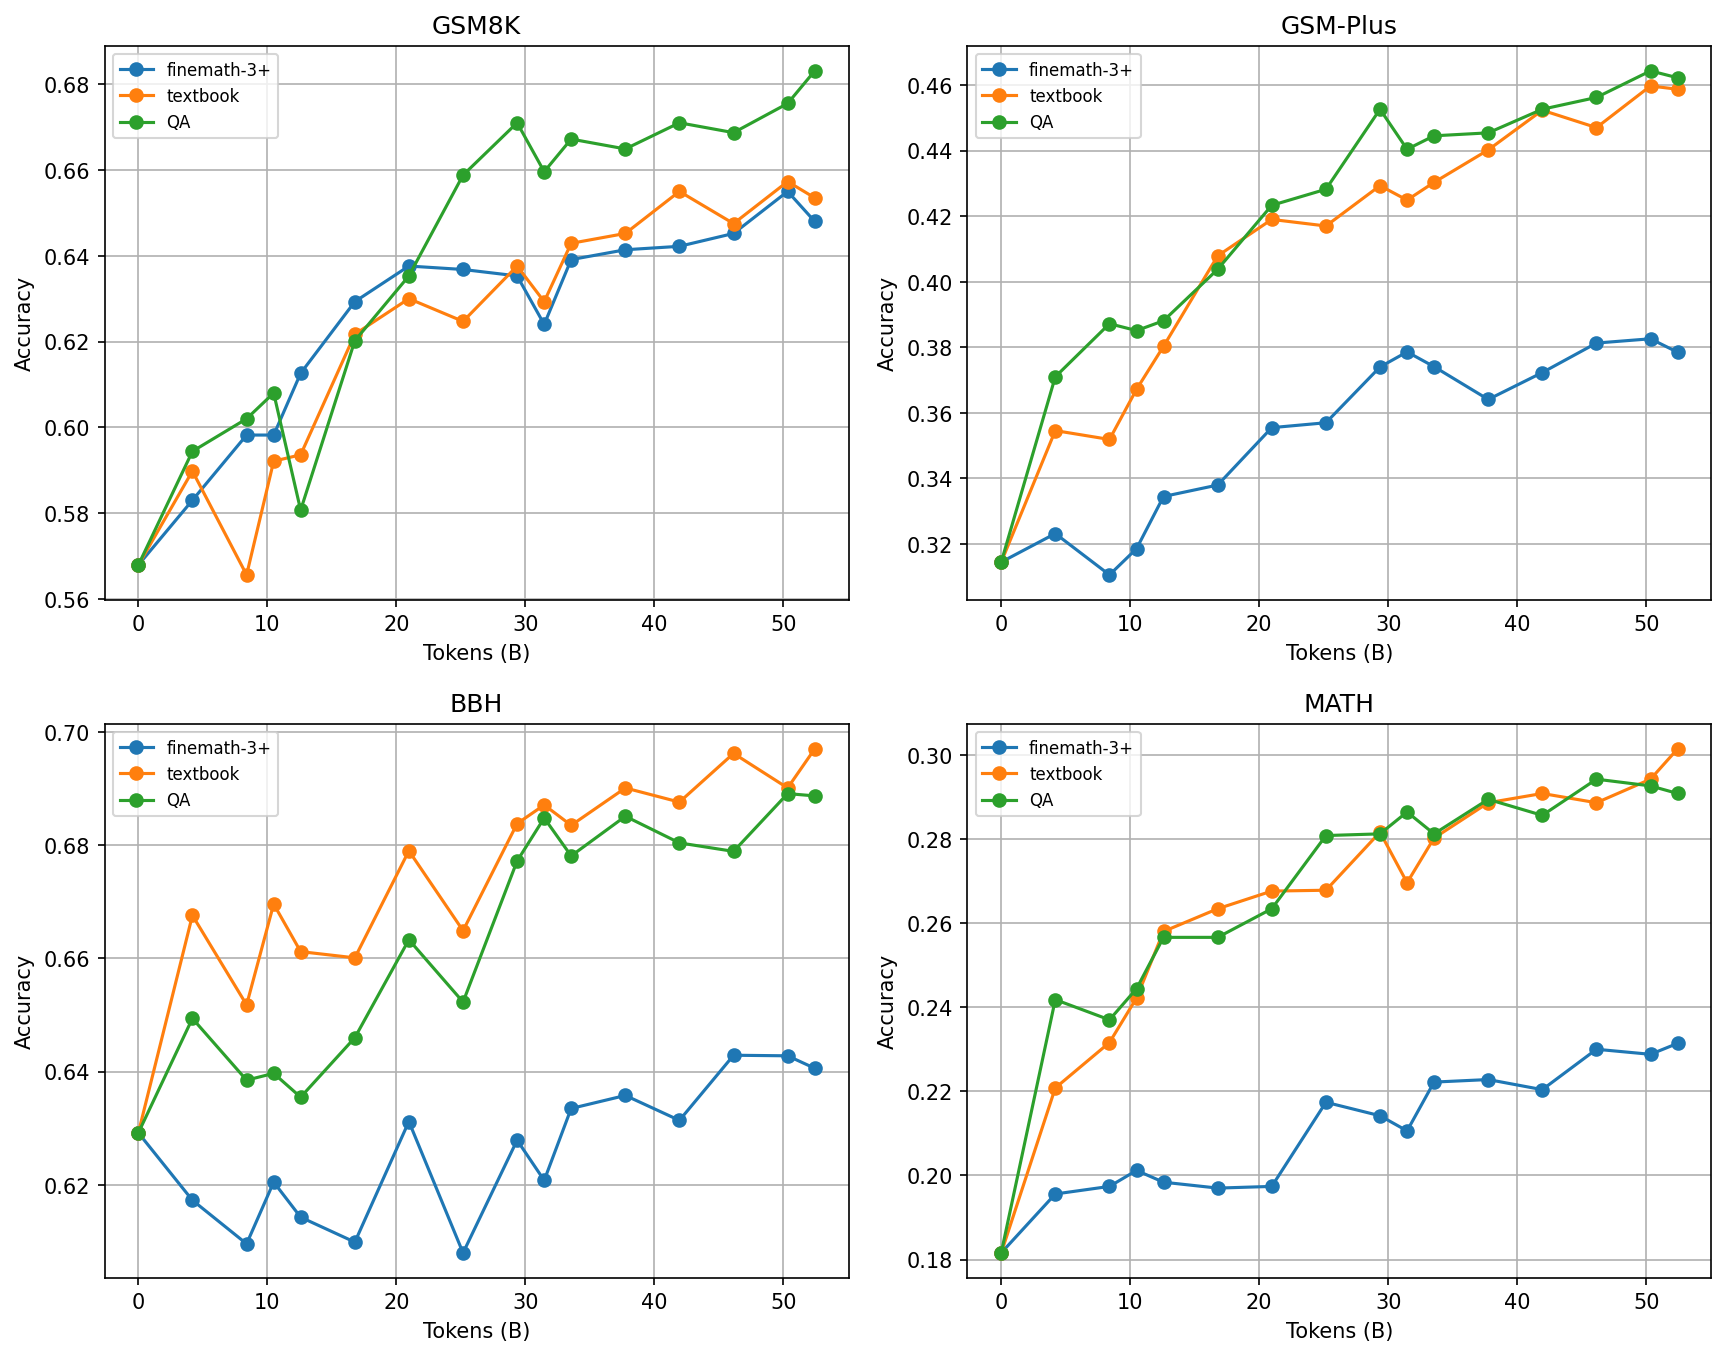 GSM8K
finemath-3+
textbook
QA
0.68
0.66
0.64
0.62
0.60
0.58
0.56
Accuracy
0 10 20 30 40 50
Tokens (B)
GSM-Plus
finemath-3+
textbook
QA
0.46
0.44
0.42
0.40
0.38
0.36
0.34
0.32
Accuracy
0 10 20 30 40 50
Tokens (B)
BBH
finemath-3+
textbook
QA
0.70
0.68
0.66
0.64
0.62
Accuracy
0 10 20 30 40 50
Tokens (B)
MATH
finemath-3+
textbook
QA
0.30
0.28
0.26
0.24
0.22
0.20
0.18
Accuracy
0 10 20 30 40 50
Tokens (B)